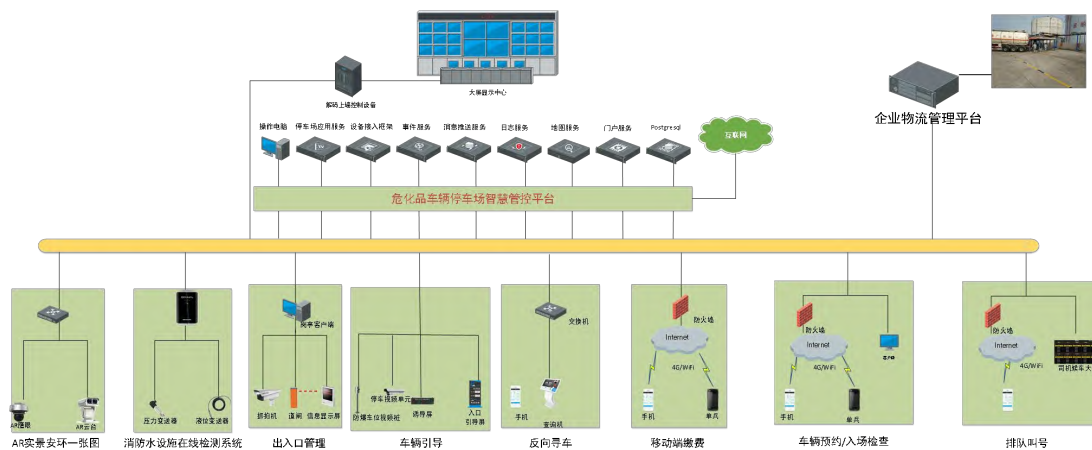 大屏显示中心
解码上墙控制设备
企业物流管理平台
操作电脑
停车场应用服务
设备接入框架
事件服务
消息推送服务
日志服务
地图服务
门户服务
Postgresql
互联网
危化品车辆停车场智慧管控平台
AR鹰眼
AR云台
AR实景安环一张图
压力变送器
液位变送器
消防水设施在线检测系统
岗亭客户端
抓拍机
道闸
信息显示屏
出入口管理
停车视频单元
防爆车位视频桩
诱导屏
入口
引导屏
车辆引导
交换机
手机
查询机
反向寻车
防火墙
Internet
4G/WiFi
手机
单兵
移动端缴费
防火墙
Internet
4G/WiFi
客户端
手机
单兵
车辆预约/入场检查
防火墙
Internet
4G/WiFi
司机候车大
排队叫号